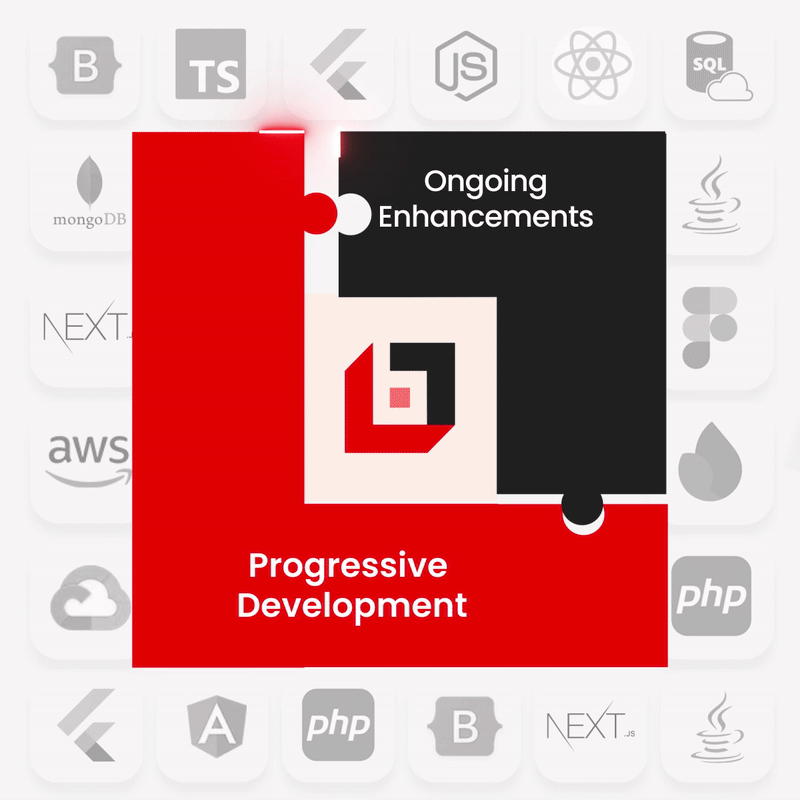 B
TS
JS
SQL
Ongoing
Enhancements
mongoDB
NEXT.
aws
Progressive
Development
php
A
php
B
NEXT.JS